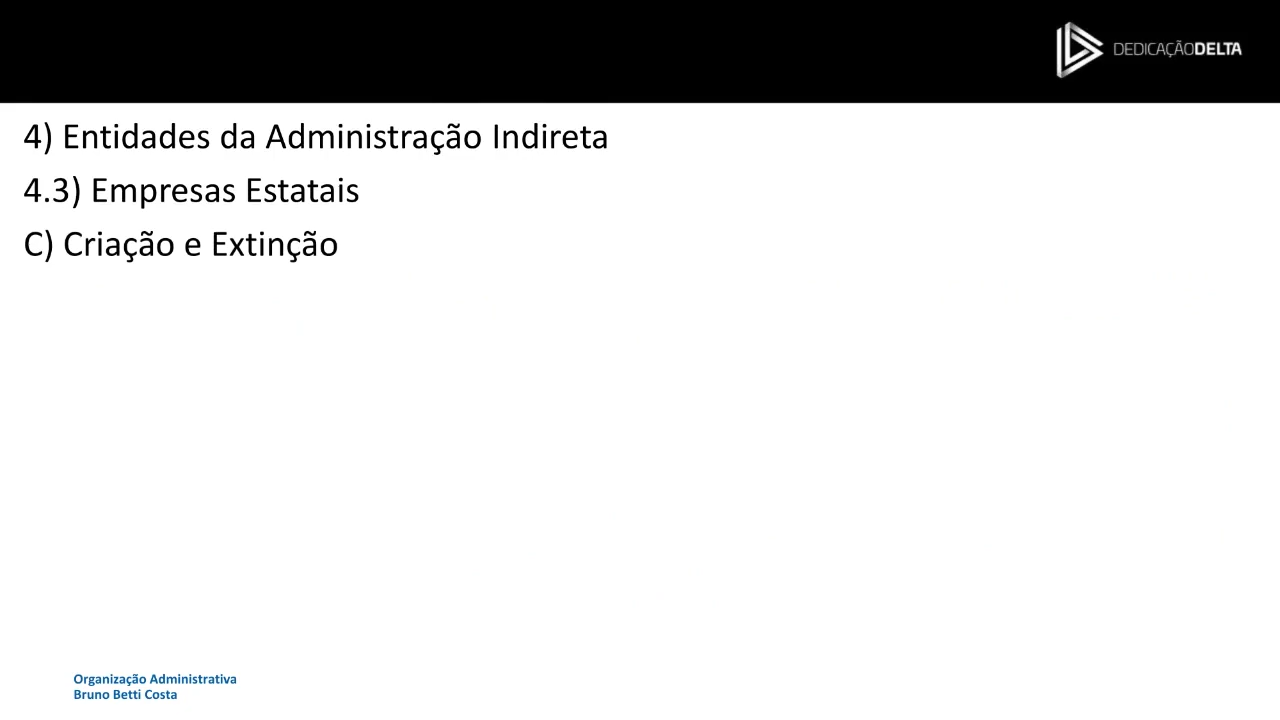 DEDICAÇÃODELTA
4) Entidades da Administração Indireta
4.3) Empresas Estatais
C) Criação e Extinção
Organização Administrativa
Bruno Betti Costa